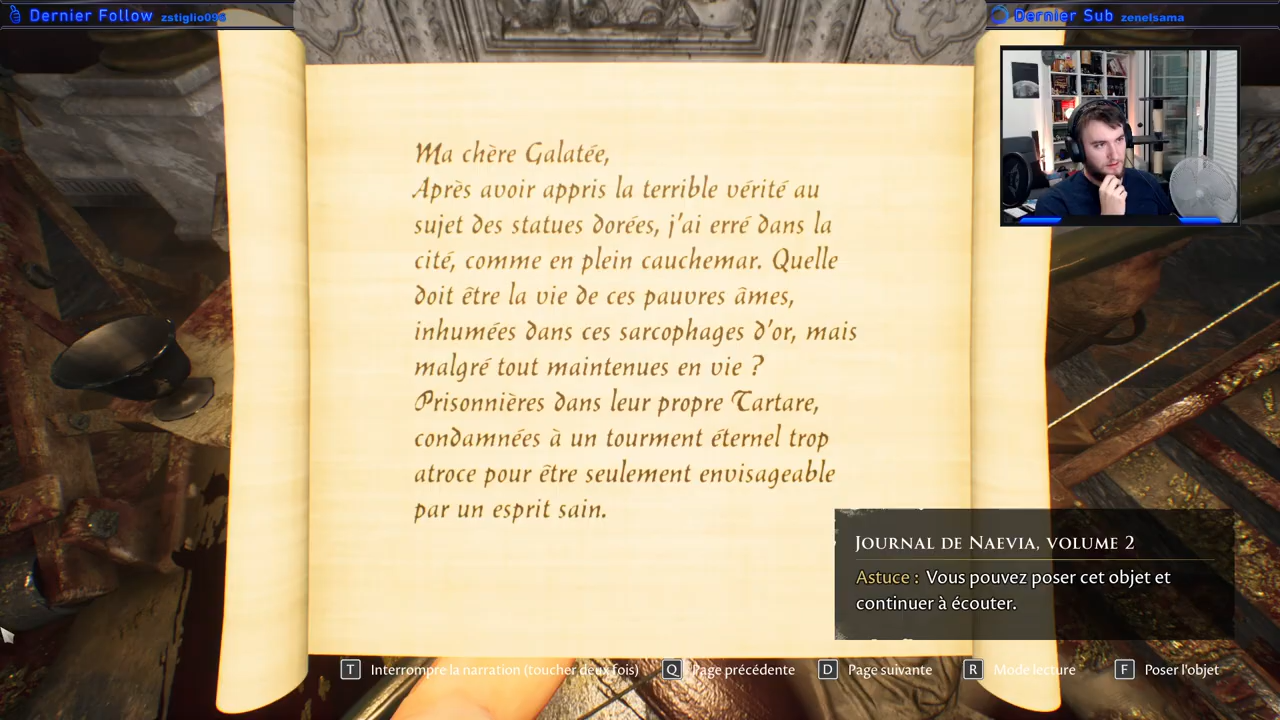 Dernier Follow zstiglio096
Dernier Sub zenelsama
Ma chère Galatée,
Après avoir appris la terrible vérité au
sujet des statues dorées, j'ai erré dans la
cité, comme en plein cauchemar. Quelle
doit être la vie de ces pauvres âmes,
inhumées dans ces sarcophages d'or, mais
malgré tout maintenues en vie ?
Prisonnières dans leur propre Tartare,
condamnées à un tourment éternel trop
atroce pour être seulement envisageable
par un esprit sain.
Journal de Naevia, volume 2
Astuce : Vous pouvez poser cet objet et
continuer à écouter.
T Interrompre la narration (toucher deux fois) Q Page précédente D Page suivante R Mode lecture F Poser l'objet